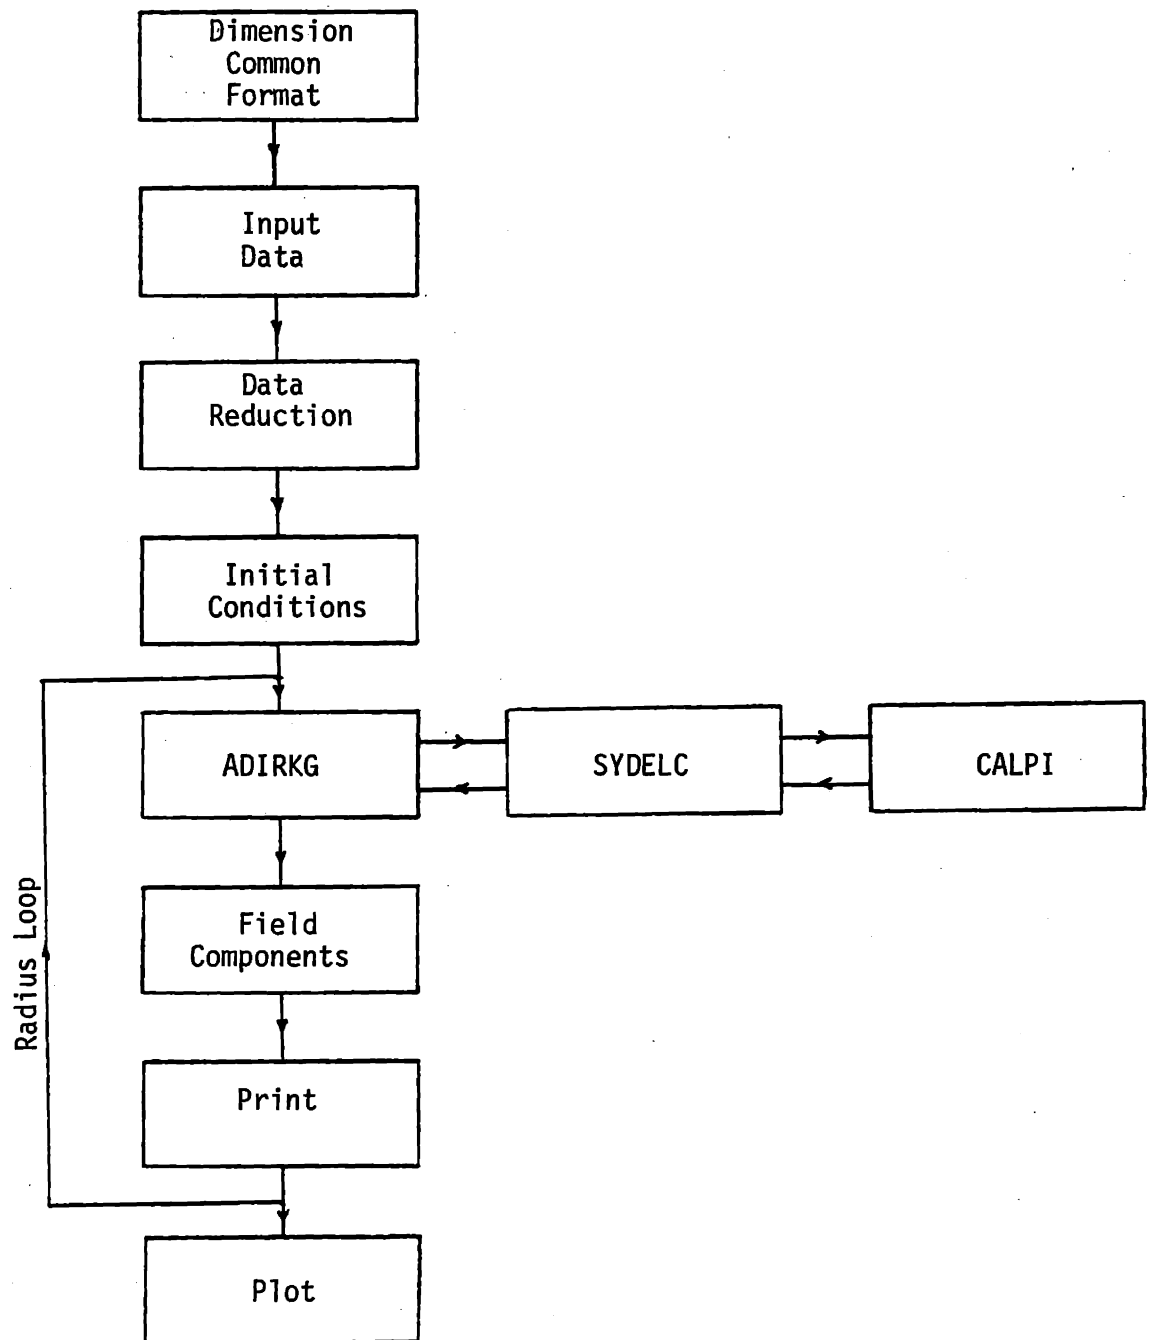 Dimension
Common
Format
Input
Data
Data
Reduction
Initial
Conditions
ADIRKG
SYDELC
CALPI
Field
Components
Radius Loop
Print
Plot